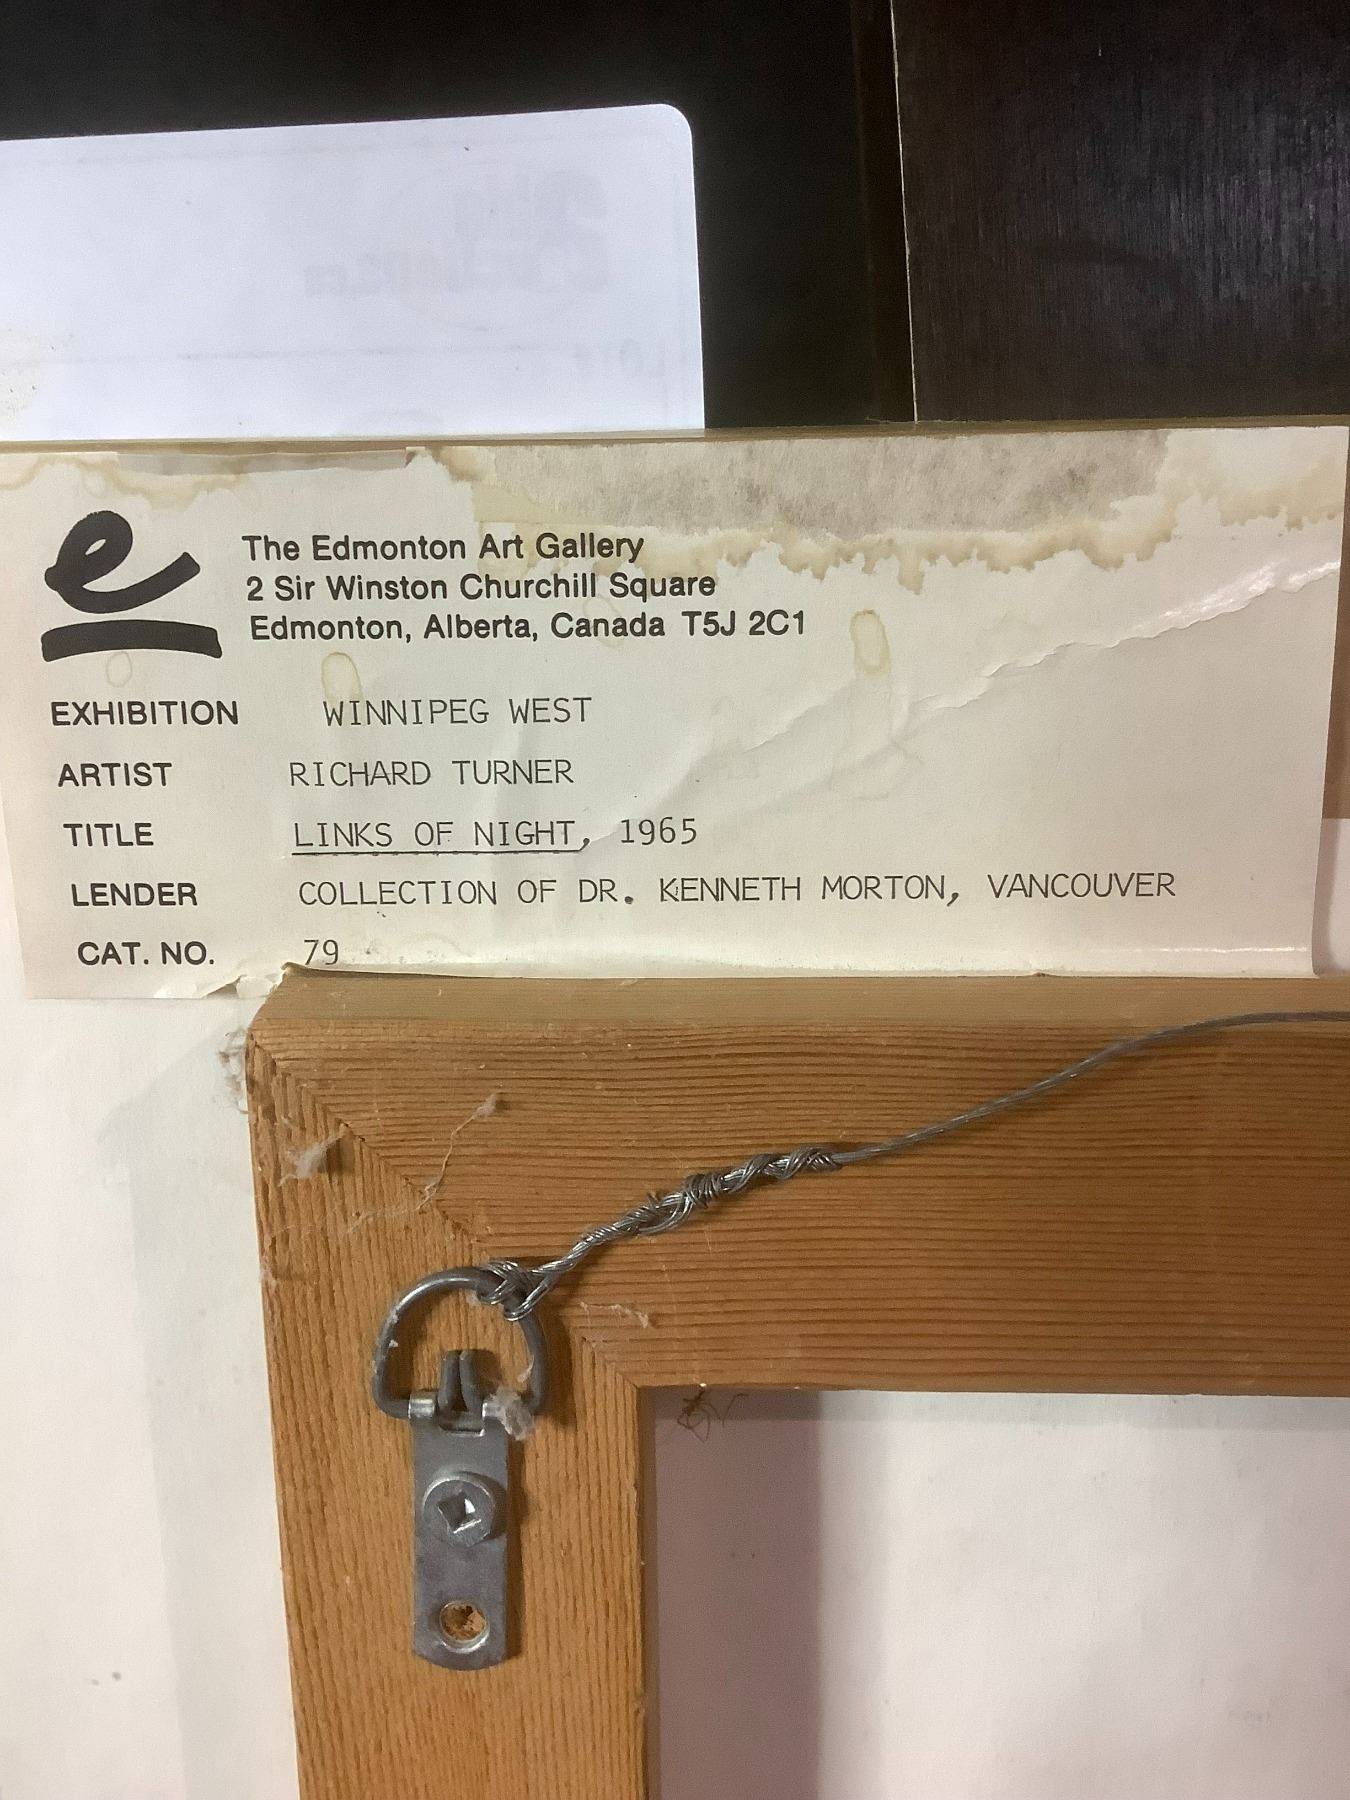 The Edmonton Art Gallery
2 Sir Winston Churchill Square
Edmonton, Alberta, Canada T5J 2C1
EXHIBITION WINNIPEG WEST
ARTIST RICHARD TURNER
TITLE LINKS OF NIGHT, 1965
LENDER COLLECTION OF DR. KENNETH MORTON, VANCOUVER
CAT. NO. 79